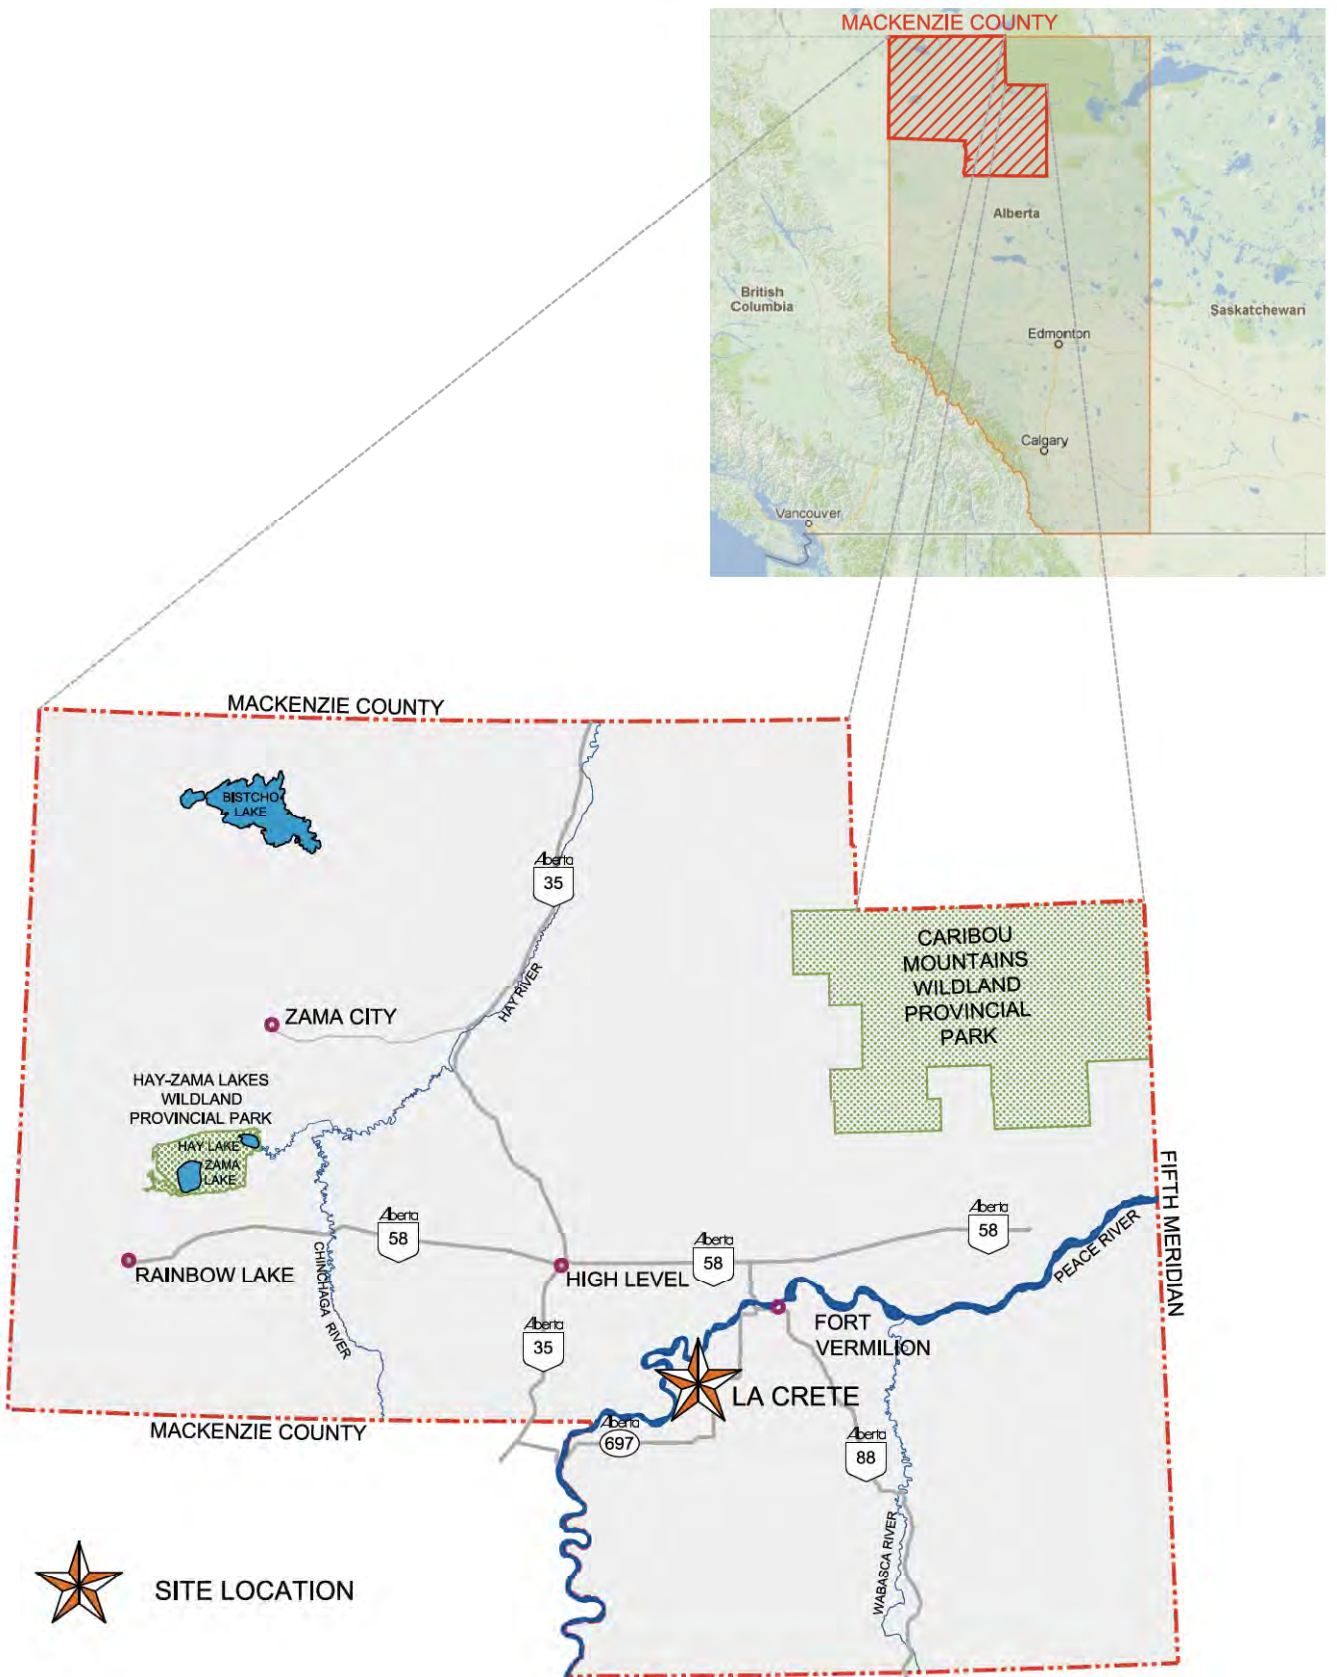 MACKENZIE COUNTY
Alberta
British
Columbia
Saskatchewan
Edmonton
Calgary
Vancouver
MACKENZIE COUNTY
BISTCHO
LAKE
Alberta
35
HAY RIVER
CARIBOU
MOUNTAINS
WILDLAND
PROVINCIAL
PARK
ZAMA CITY
HAY-ZAMA LAKES
WILDLAND
PROVINCIAL PARK
HAY LAKE
ZAMA
LAKE
FIFTH MERIDIAN
Alberta
58
Alberta
58
Alberta
58
PEACE RIVER
RAINBOW LAKE
CHINCHAGA RIVER
HIGH LEVEL
Alberta
35
FORT
VERMILION
LA CRETE
MACKENZIE COUNTY
Alberta
697
Alberta
88
WABASCA RIVER
SITE LOCATION